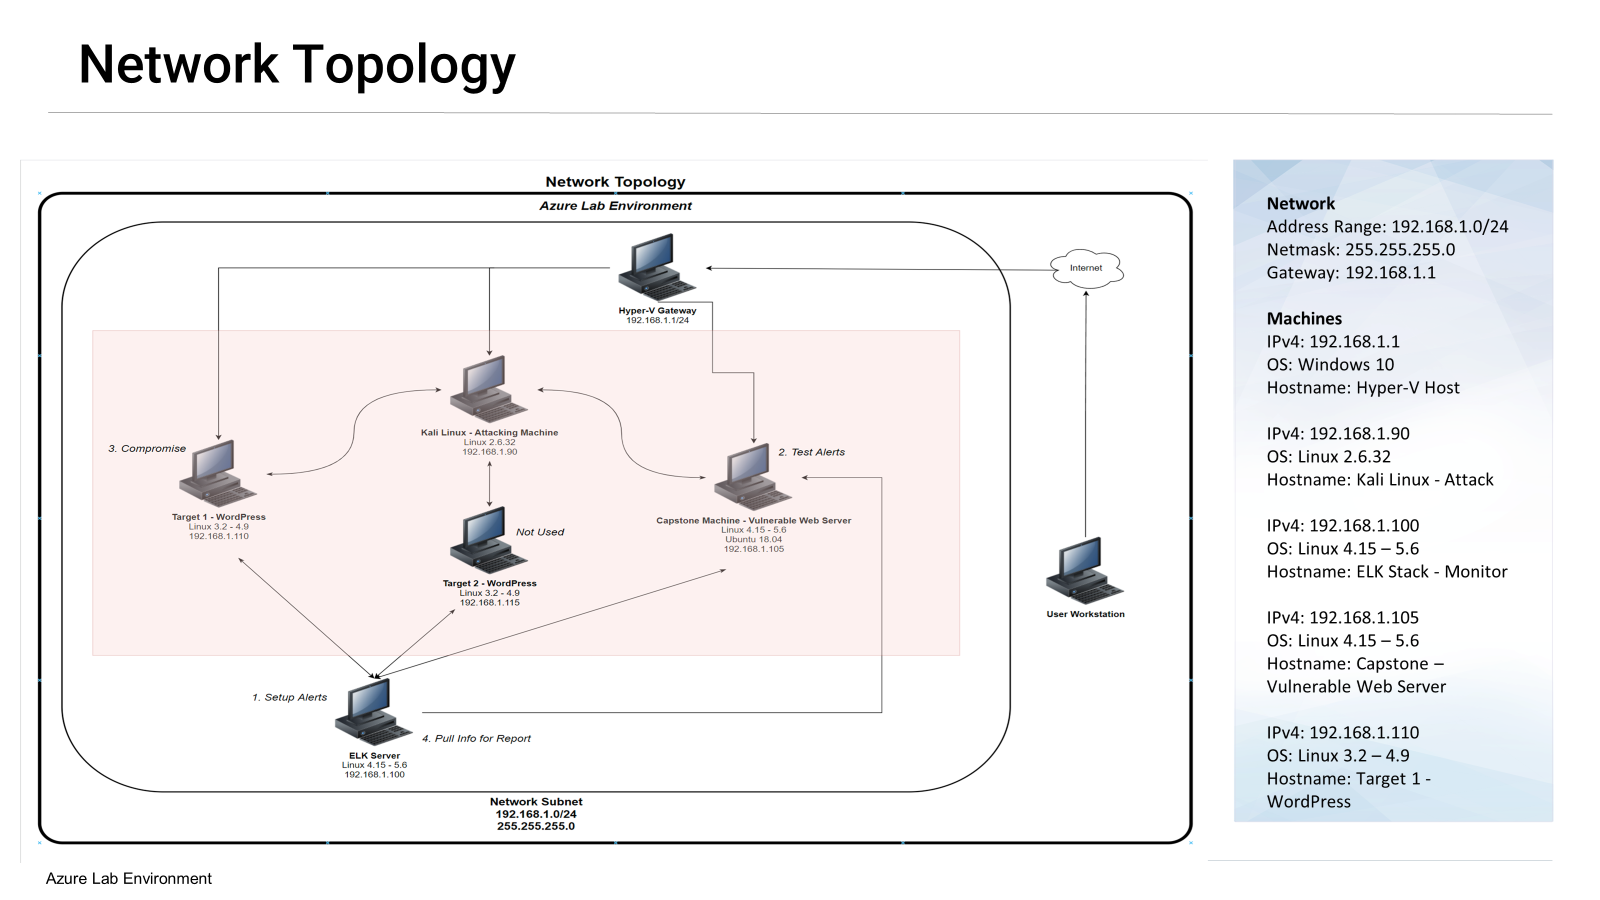 Network Topology
Network Topology
Azure Lab Environment
Hyper-V Gateway
192.168.1.1/24
Internet
Kali Linux - Attacking Machine
Linux 2.6.32
192.168.1.90
3. Compromise
2. Test Alerts
Target 1 - WordPress
Linux 3.2 - 4.9
192.168.1.110
Capstone Machine - Vulnerable Web Server
Linux 4.15 - 5.6
Ubuntu 18.04
192.168.1.105
Not Used
Target 2 - WordPress
Linux 3.2 - 4.9
192.168.1.115
User Workstation
1. Setup Alerts
4. Pull Info for Report
ELK Server
Linux 4.15 - 5.6
192.168.1.100
Network Subnet
192.168.1.0/24
255.255.255.0
Network
Address Range: 192.168.1.0/24
Netmask: 255.255.255.0
Gateway: 192.168.1.1
Machines
IPv4: 192.168.1.1
OS: Windows 10
Hostname: Hyper-V Host
IPv4: 192.168.1.90
OS: Linux 2.6.32
Hostname: Kali Linux - Attack
IPv4: 192.168.1.100
OS: Linux 4.15 – 5.6
Hostname: ELK Stack - Monitor
IPv4: 192.168.1.105
OS: Linux 4.15 – 5.6
Hostname: Capstone –
Vulnerable Web Server
IPv4: 192.168.1.110
OS: Linux 3.2 – 4.9
Hostname: Target 1 -
WordPress
Azure Lab Environment